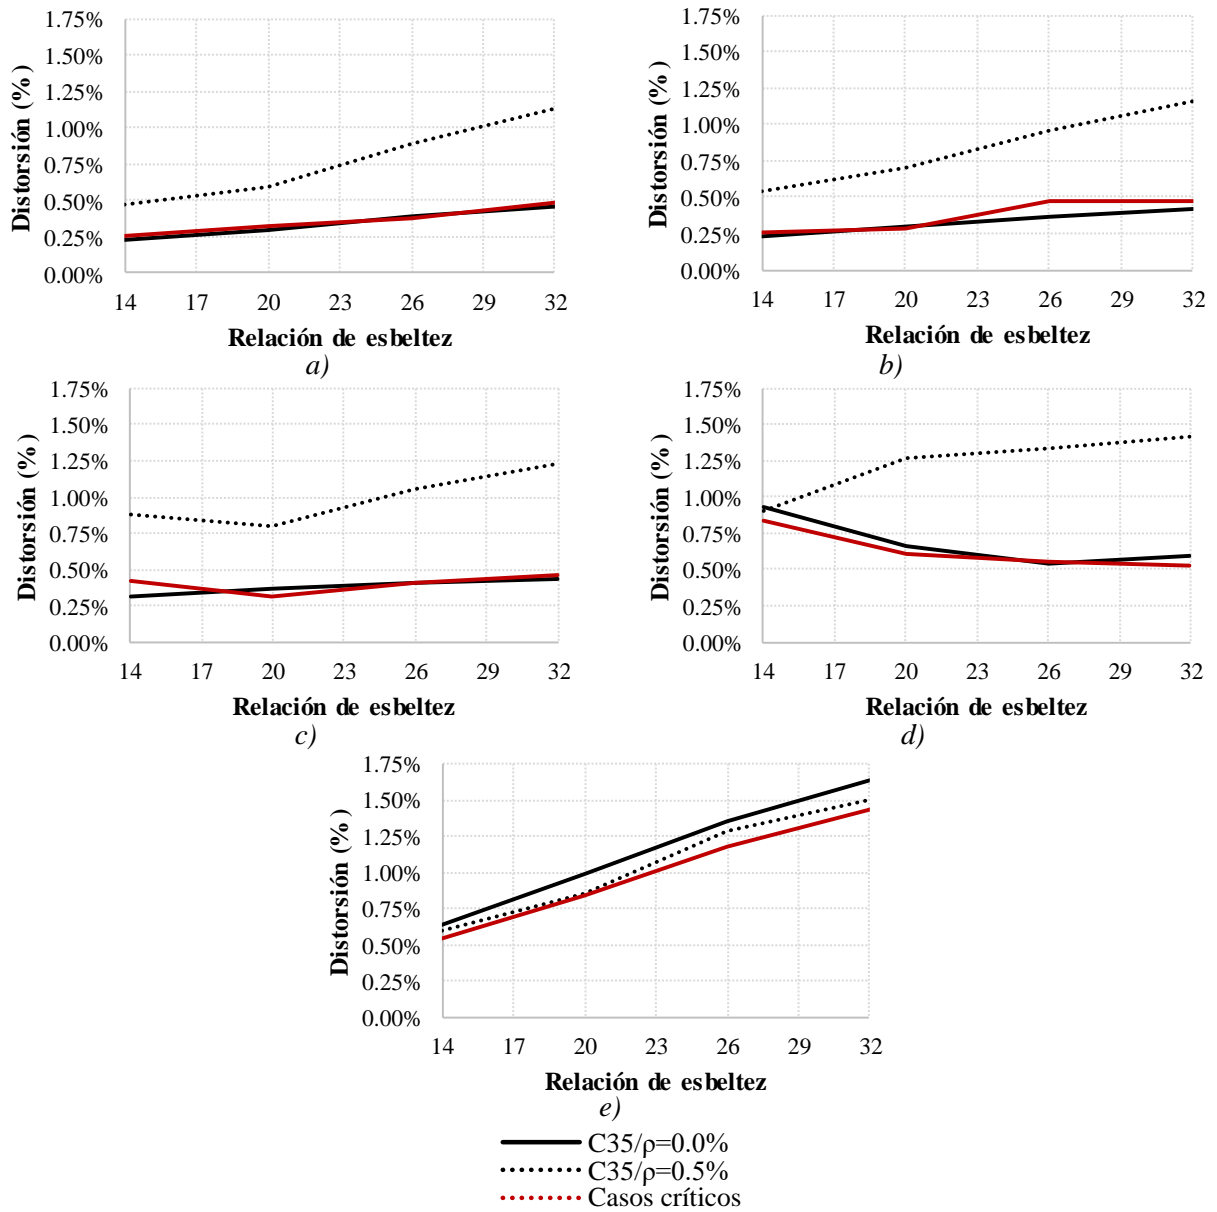 1.75%
1.50%
1.25%
1.00%
0.75%
0.50%
0.25%
0.00%
Distorsión (%)
14 17 20 23 26 29 32
Relación de esbeltez
a)
1.75%
1.50%
1.25%
1.00%
0.75%
0.50%
0.25%
0.00%
Distorsión (%)
14 17 20 23 26 29 32
Relación de esbeltez
b)
1.75%
1.50%
1.25%
1.00%
0.75%
0.50%
0.25%
0.00%
Distorsión (%)
14 17 20 23 26 29 32
Relación de esbeltez
c)
1.75%
1.50%
1.25%
1.00%
0.75%
0.50%
0.25%
0.00%
Distorsión (%)
14 17 20 23 26 29 32
Relación de esbeltez
d)
1.75%
1.50%
1.25%
1.00%
0.75%
0.50%
0.25%
0.00%
Distorsión (%)
14 17 20 23 26 29 32
Relación de esbeltez
e)
C35/ρ=0.0%
C35/ρ=0.5%
Casos críticos